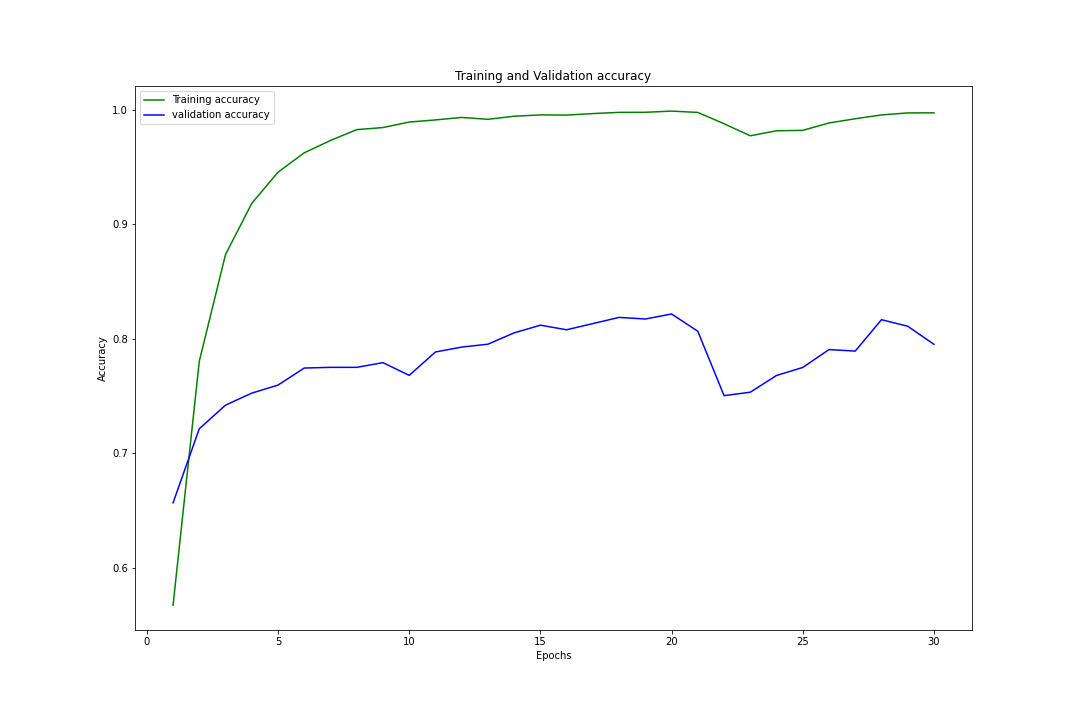 Training and Validation accuracy
Training accuracy
validation accuracy
1.0
0.9
0.8
0.7
0.6
Accuracy
0 5 10 15 20 25 30
Epochs